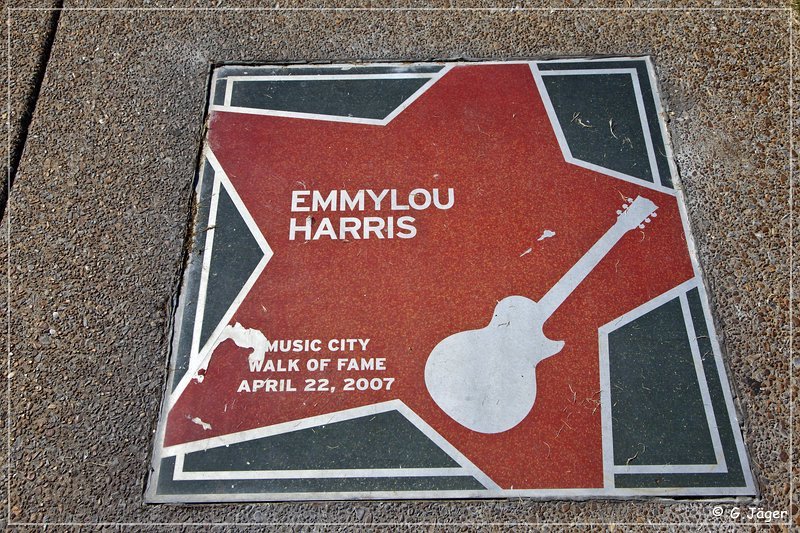 EMMYLOU
HARRIS
MUSIC CITY
WALK OF FAME
APRIL 22, 2007
© G. Jäger